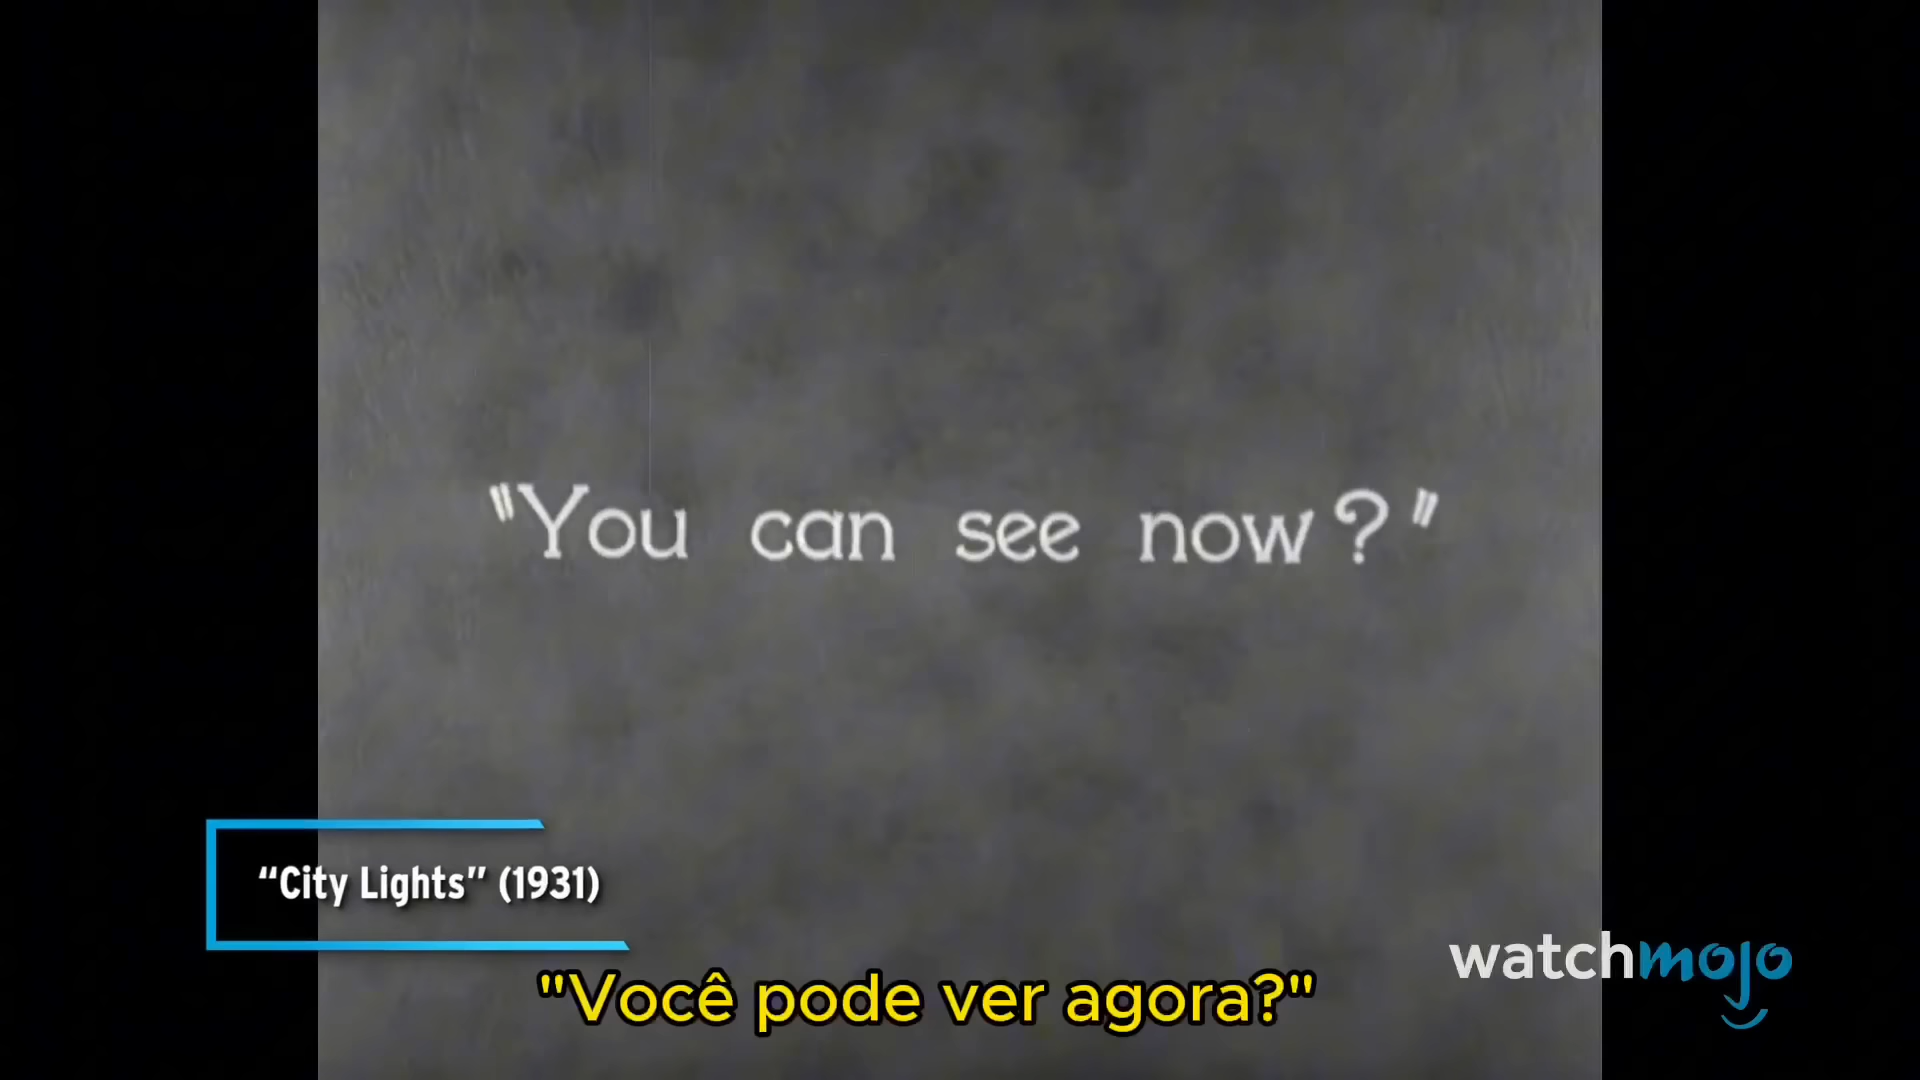 "You can see now?"
“City Lights” (1931)
watchmojo
"Você pode ver agora?"